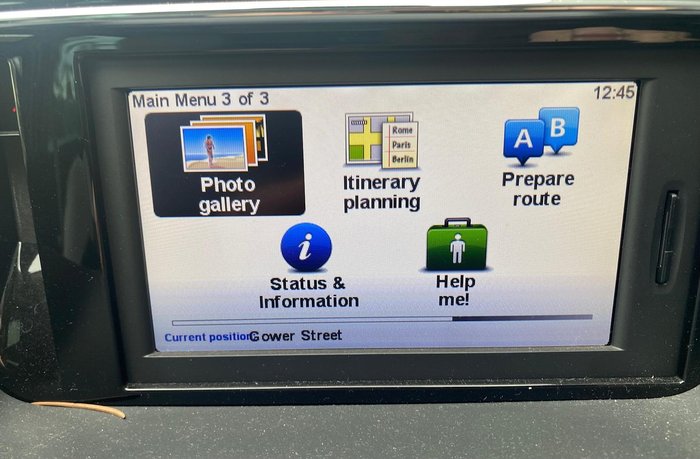 Main Menu 3 of 3
12:45
Photo
gallery
Rome
Paris
Berlin
Itinerary
planning
A
B
Prepare
route
i
Status &
Information
Help
me!
Current position Gower Street